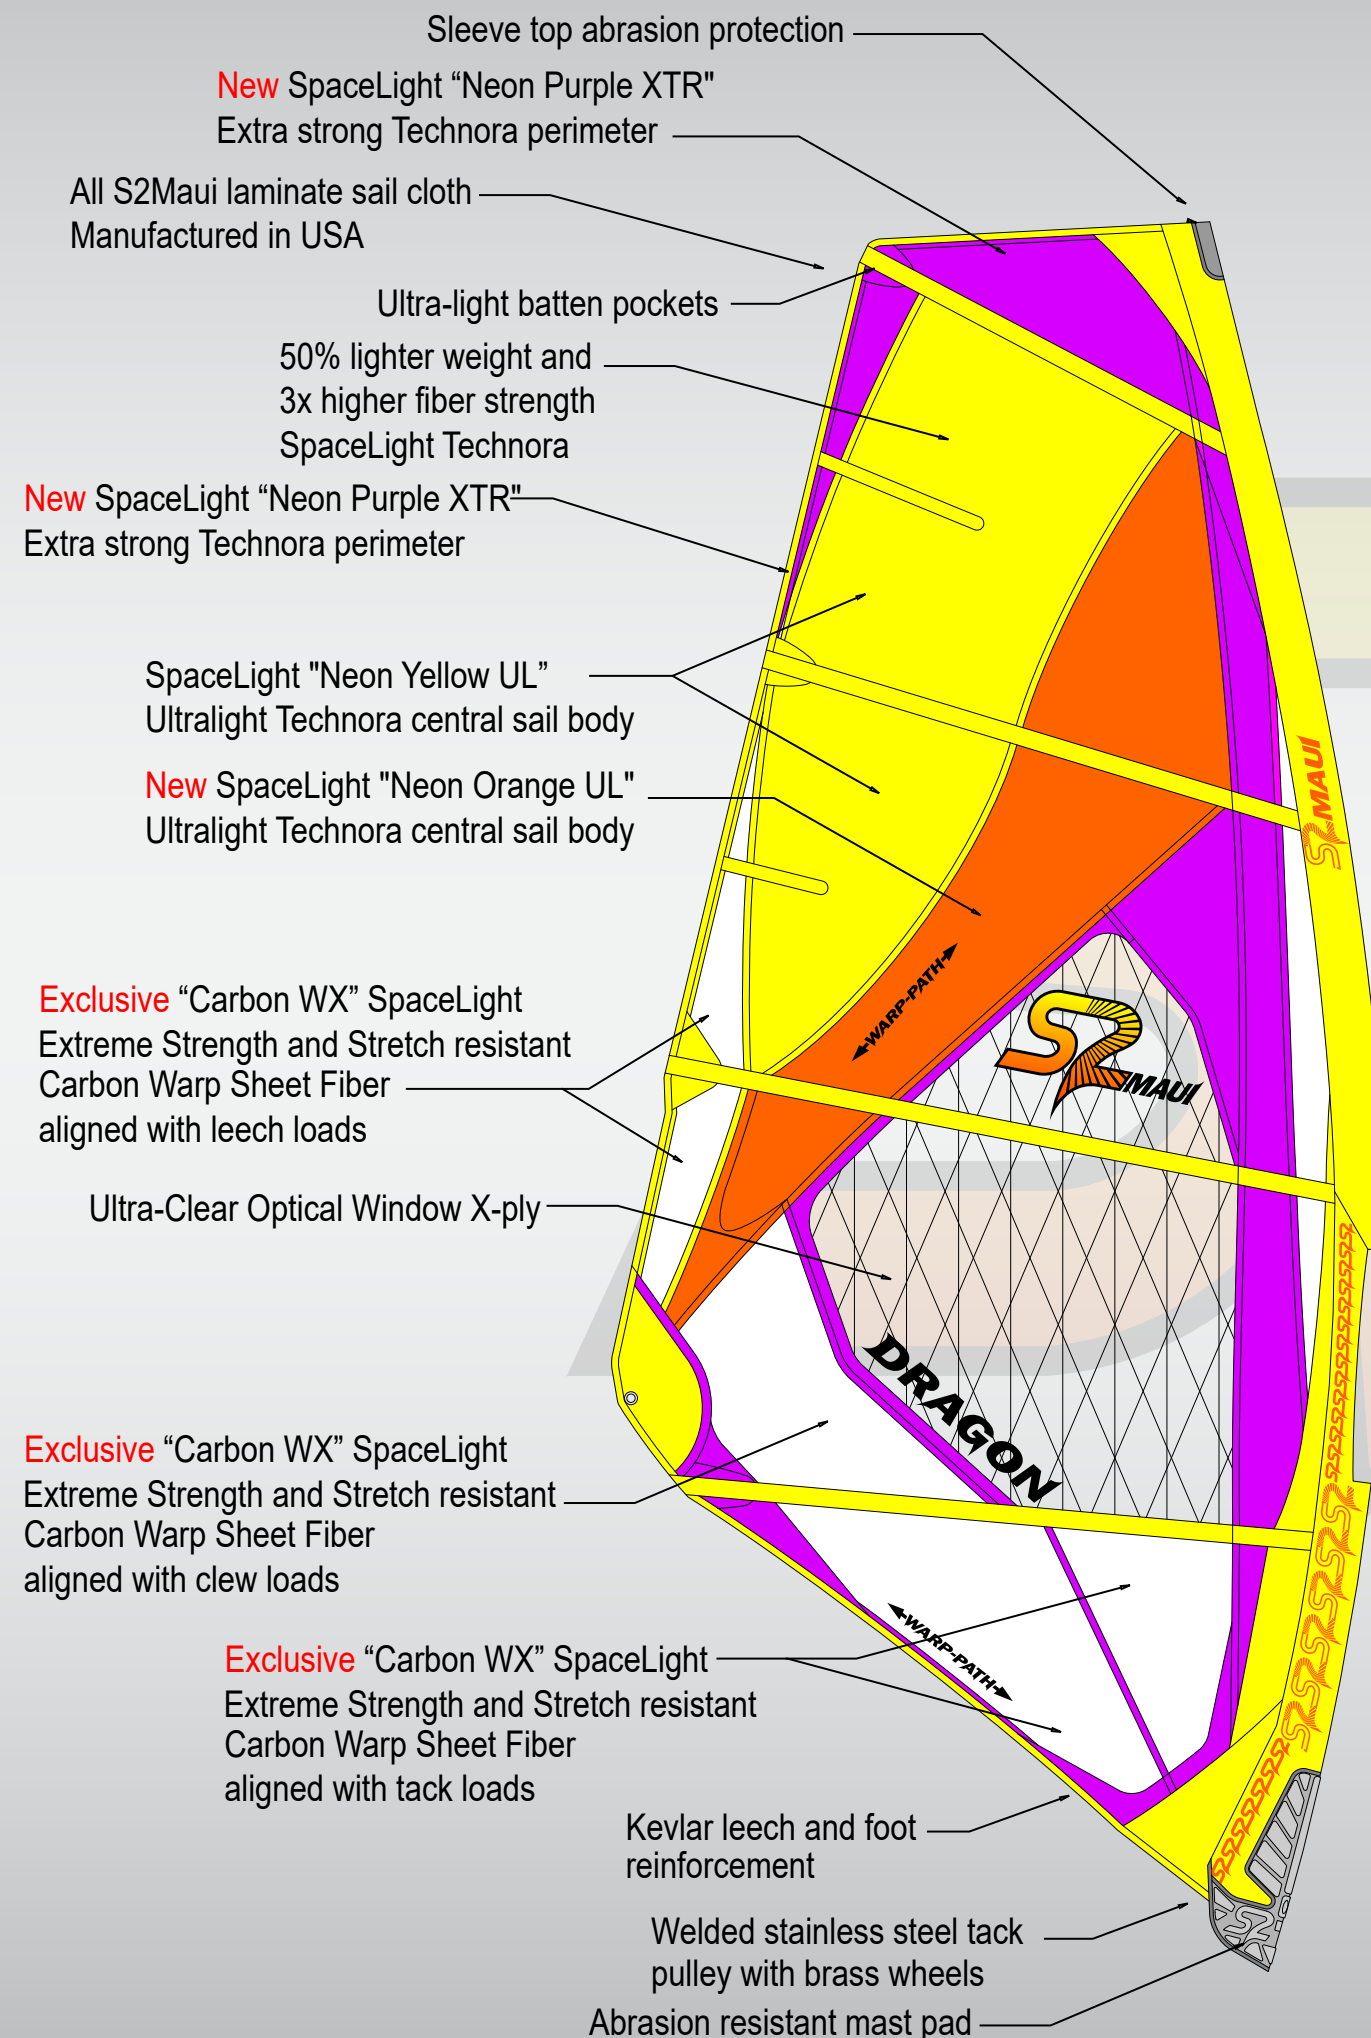 Sleeve top abrasion protection
New SpaceLight “Neon Purple XTR"
Extra strong Technora perimeter
All S2Maui laminate sail cloth
Manufactured in USA
Ultra-light batten pockets
50% lighter weight and
3x higher fiber strength
SpaceLight Technora
New SpaceLight “Neon Purple XTR"
Extra strong Technora perimeter
SpaceLight "Neon Yellow UL”
Ultralight Technora central sail body
New SpaceLight "Neon Orange UL"
Ultralight Technora central sail body
S2 MAUI
WARP-PATH
Exclusive “Carbon WX” SpaceLight
Extreme Strength and Stretch resistant
Carbon Warp Sheet Fiber
aligned with leech loads
S2 MAUI
Ultra-Clear Optical Window X-ply
DRAGON
Exclusive “Carbon WX” SpaceLight
Extreme Strength and Stretch resistant
Carbon Warp Sheet Fiber
aligned with clew loads
WARP-PATH
Exclusive “Carbon WX” SpaceLight
Extreme Strength and Stretch resistant
Carbon Warp Sheet Fiber
aligned with tack loads
S2S2S2S2S2S2
Kevlar leech and foot
reinforcement
S2
Welded stainless steel tack
pulley with brass wheels
Abrasion resistant mast pad